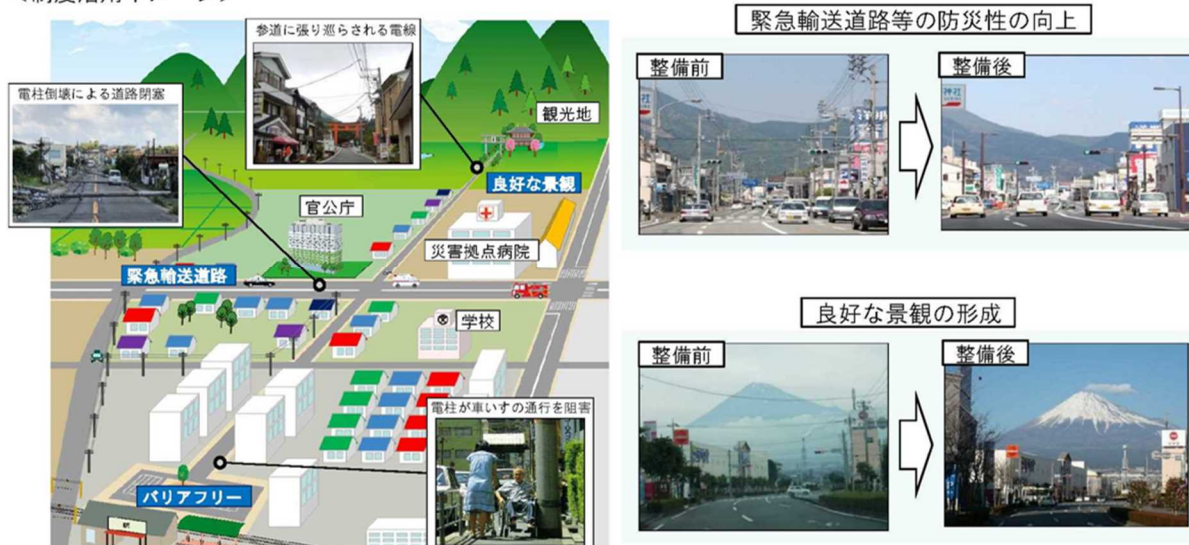 参道に張り巡らされる電線
電柱倒壊による道路閉塞
観光地
良好な景観
官公庁
災害拠点病院
緊急輸送道路
学校
電柱が車いすの通行を阻害
バリアフリー
駅
緊急輸送道路等の防災性の向上
整備前
整備後
良好な景観の形成
整備前
整備後